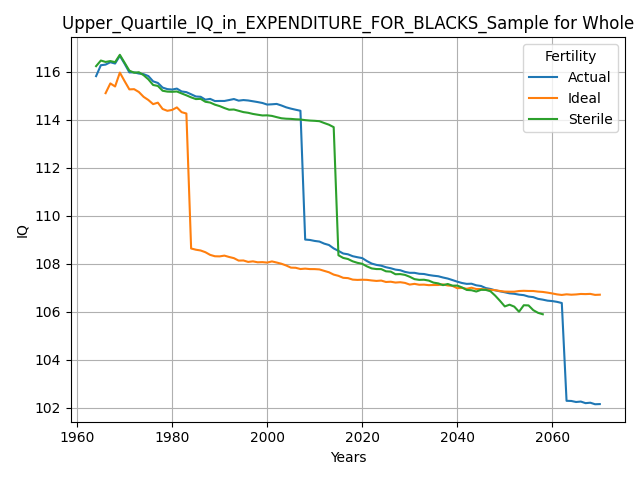 Upper_Quartile_IQ_in_EXPENDITURE_FOR_BLACKS_Sample for Whole
Fertility
Actual
Ideal
Sterile
IQ
116
114
112
110
108
106
104
102
1960
1980
2000
2020
2040
2060
Years